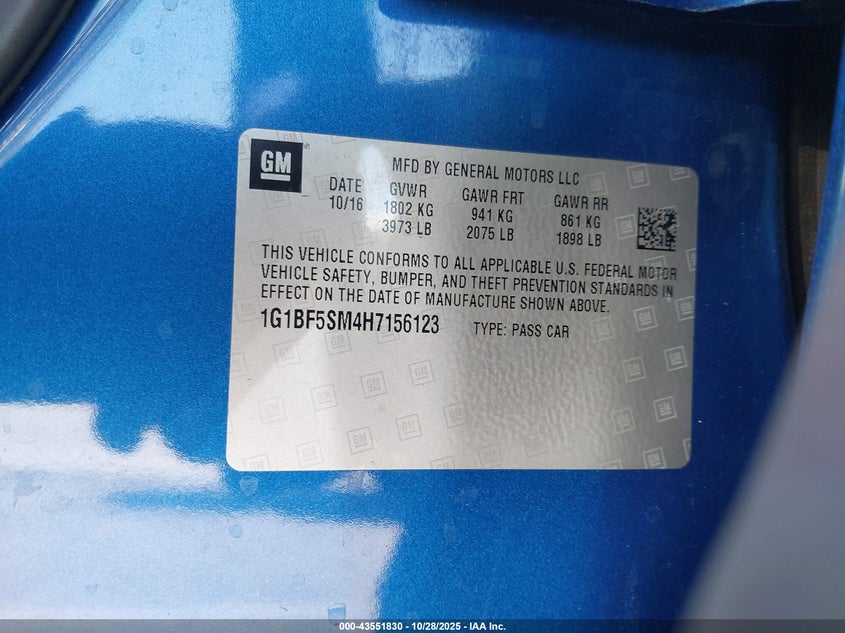 GM
MFD BY GENERAL MOTORS LLC
DATE GVWR GAWR FRT GAWR RR
10/16 1802 KG 941 KG 861 KG
3973 LB 2075 LB 1898 LB
THIS VEHICLE CONFORMS TO ALL APPLICABLE U.S. FEDERAL MOTOR
VEHICLE SAFETY, BUMPER, AND THEFT PREVENTION STANDARDS IN
EFFECT ON THE DATE OF MANUFACTURE SHOWN ABOVE.
1G1BF5SM4H7156123 TYPE: PASS CAR
000-43551830 - 10/28/2025 - IAA Inc.